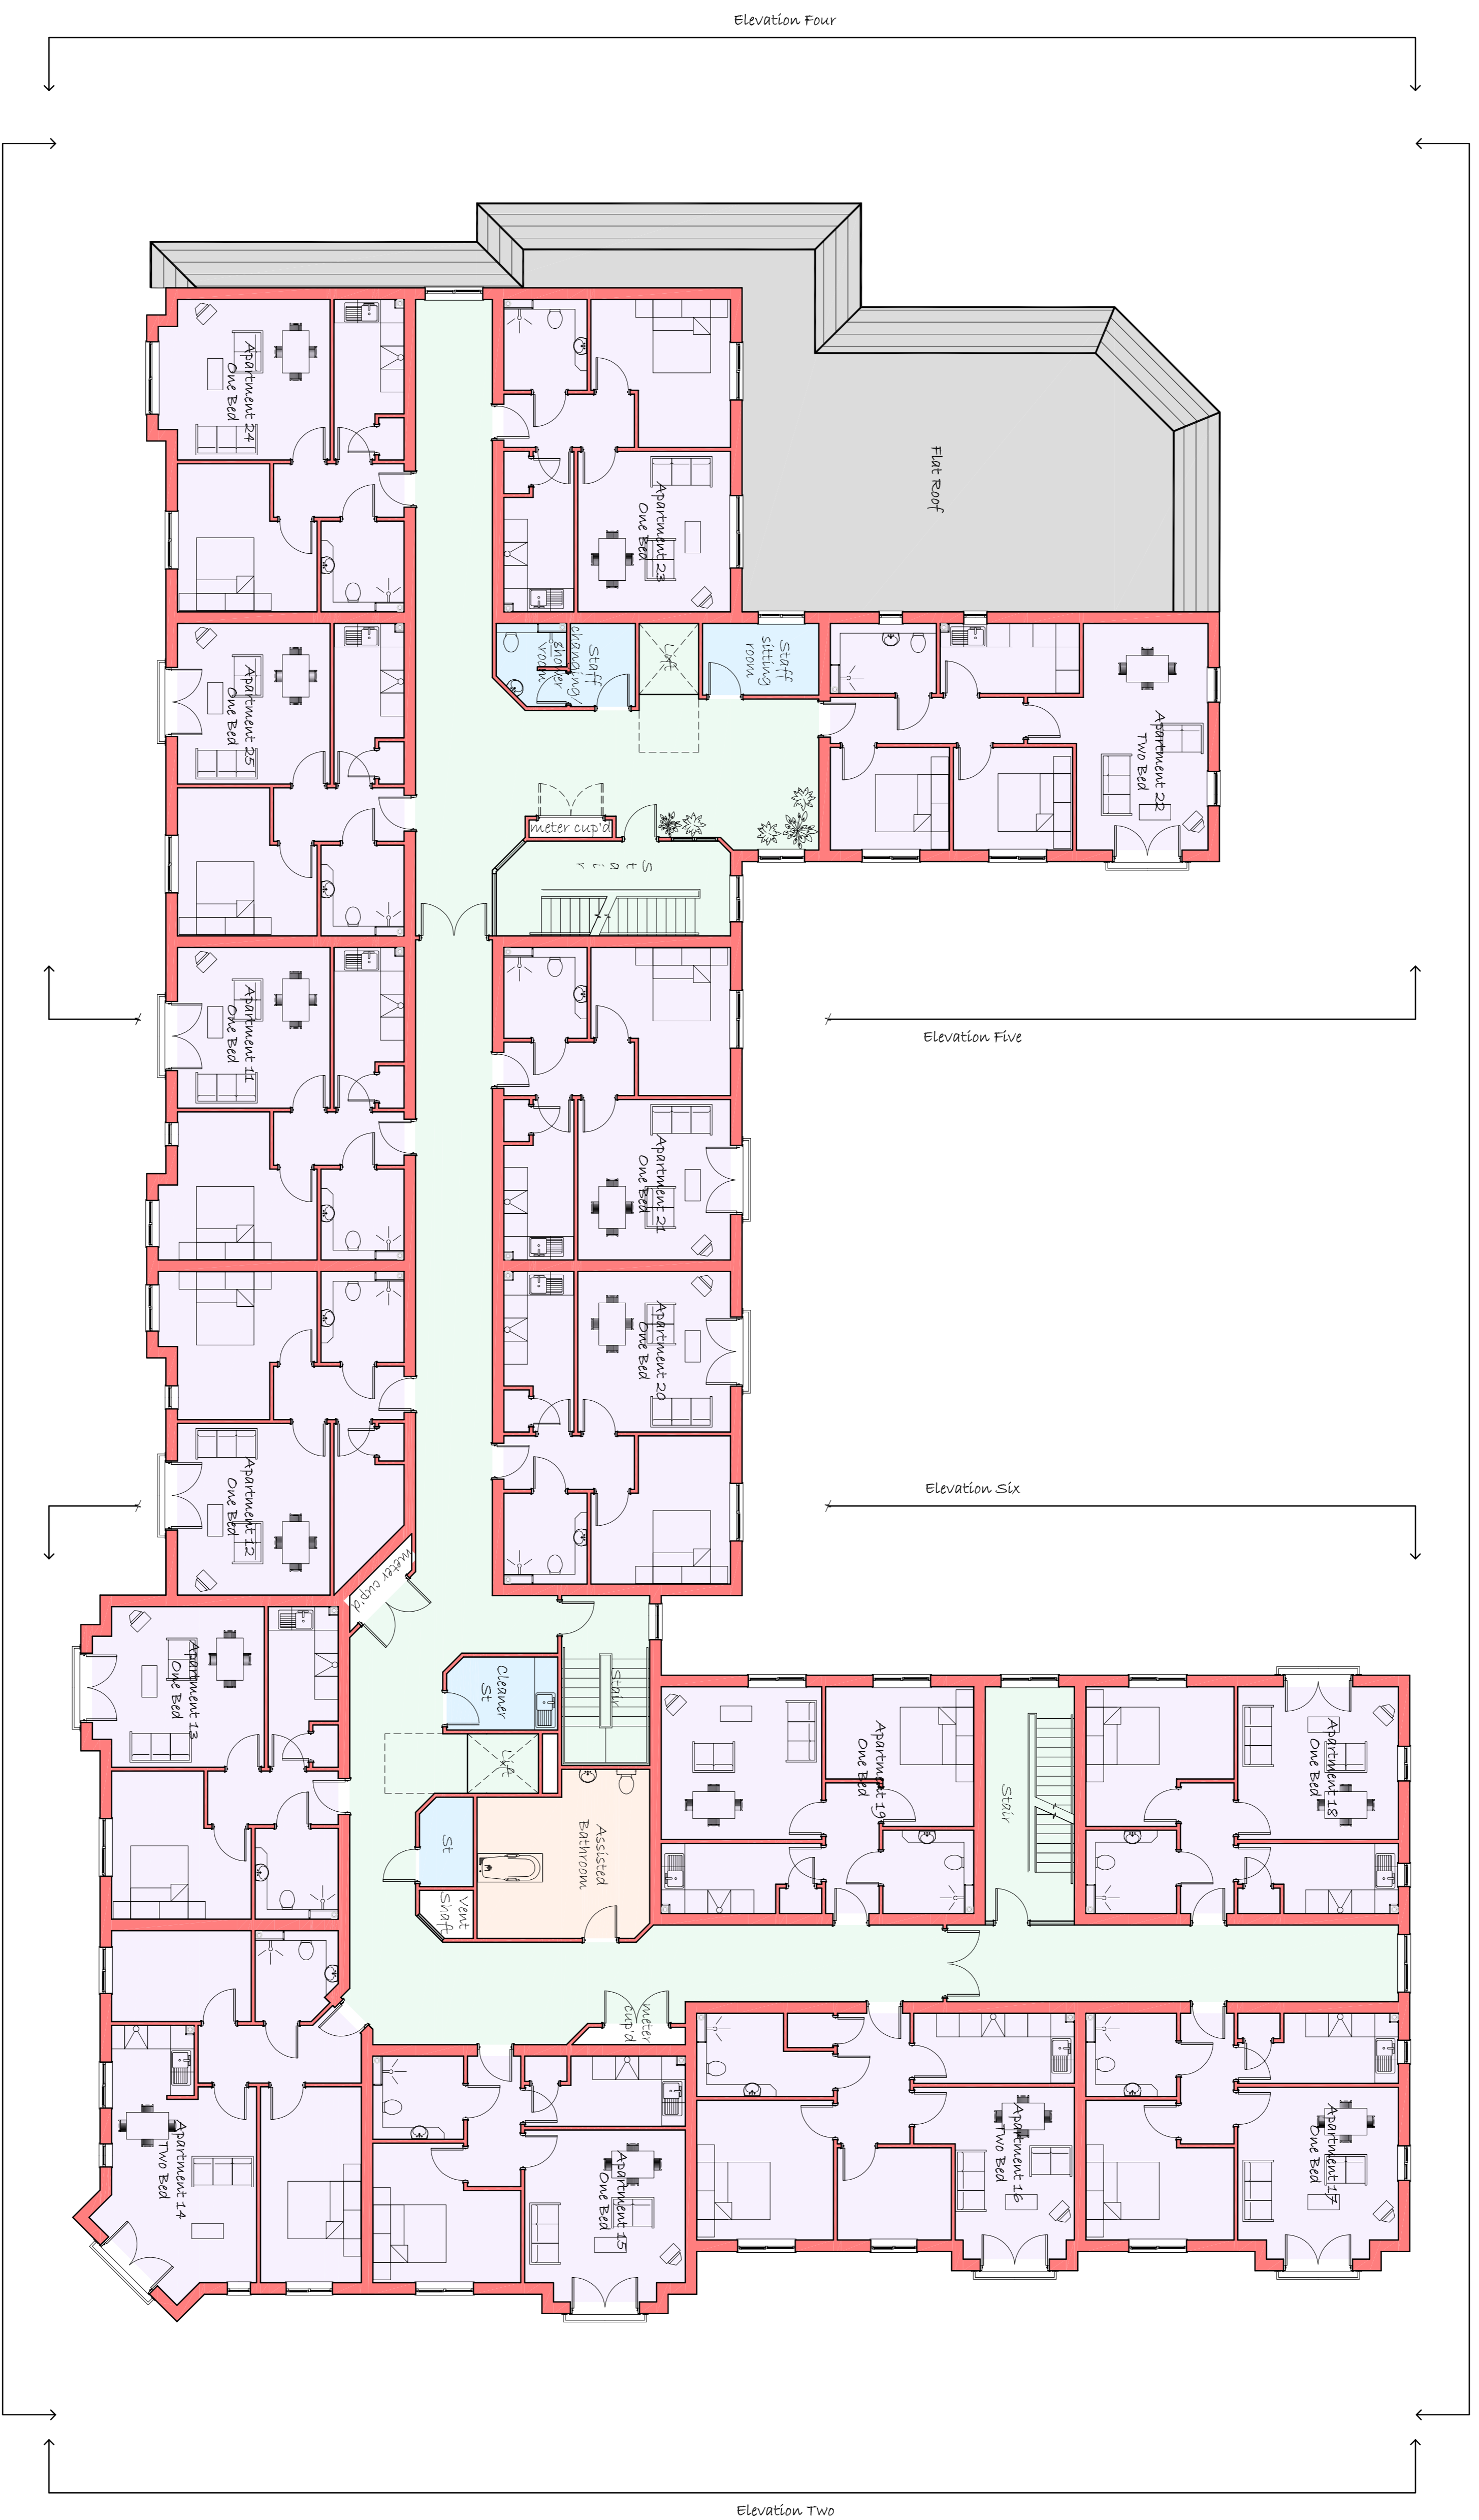 Elevation Four
Apartment 24
One Bed
Apartment 23
One Bed
Flat Roof
Apartment 25
One Bed
Staff
changing/
shower
room
Lift
Staff
sitting
room
Apartment 22
Two Bed
meter cup'd
Stair
Apartment 11
One Bed
Elevation Five
Apartment 21
One Bed
Apartment 20
One Bed
Apartment 12
One Bed
Elevation Six
meter cup'd
Apartment 13
One Bed
Cleaner
St
Stair
Lift
Apartment 19
One Bed
Stair
Apartment 18
One Bed
St
Assisted
Bathroom
Vent
Shaft
meter
cup'd
Apartment 14
Two Bed
Apartment 15
One Bed
Apartment 16
Two Bed
Apartment 17
One Bed
Elevation Two